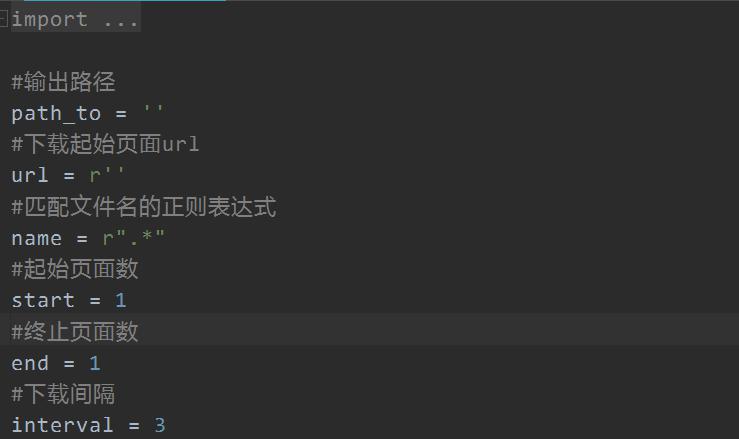 import ...
#输出路径
path_to = ''
#下载起始页面url
url = r''
#匹配文件名的正则表达式
name = r".*"
#起始页面数
start = 1
#终止页面数
end = 1
#下载间隔
interval = 3